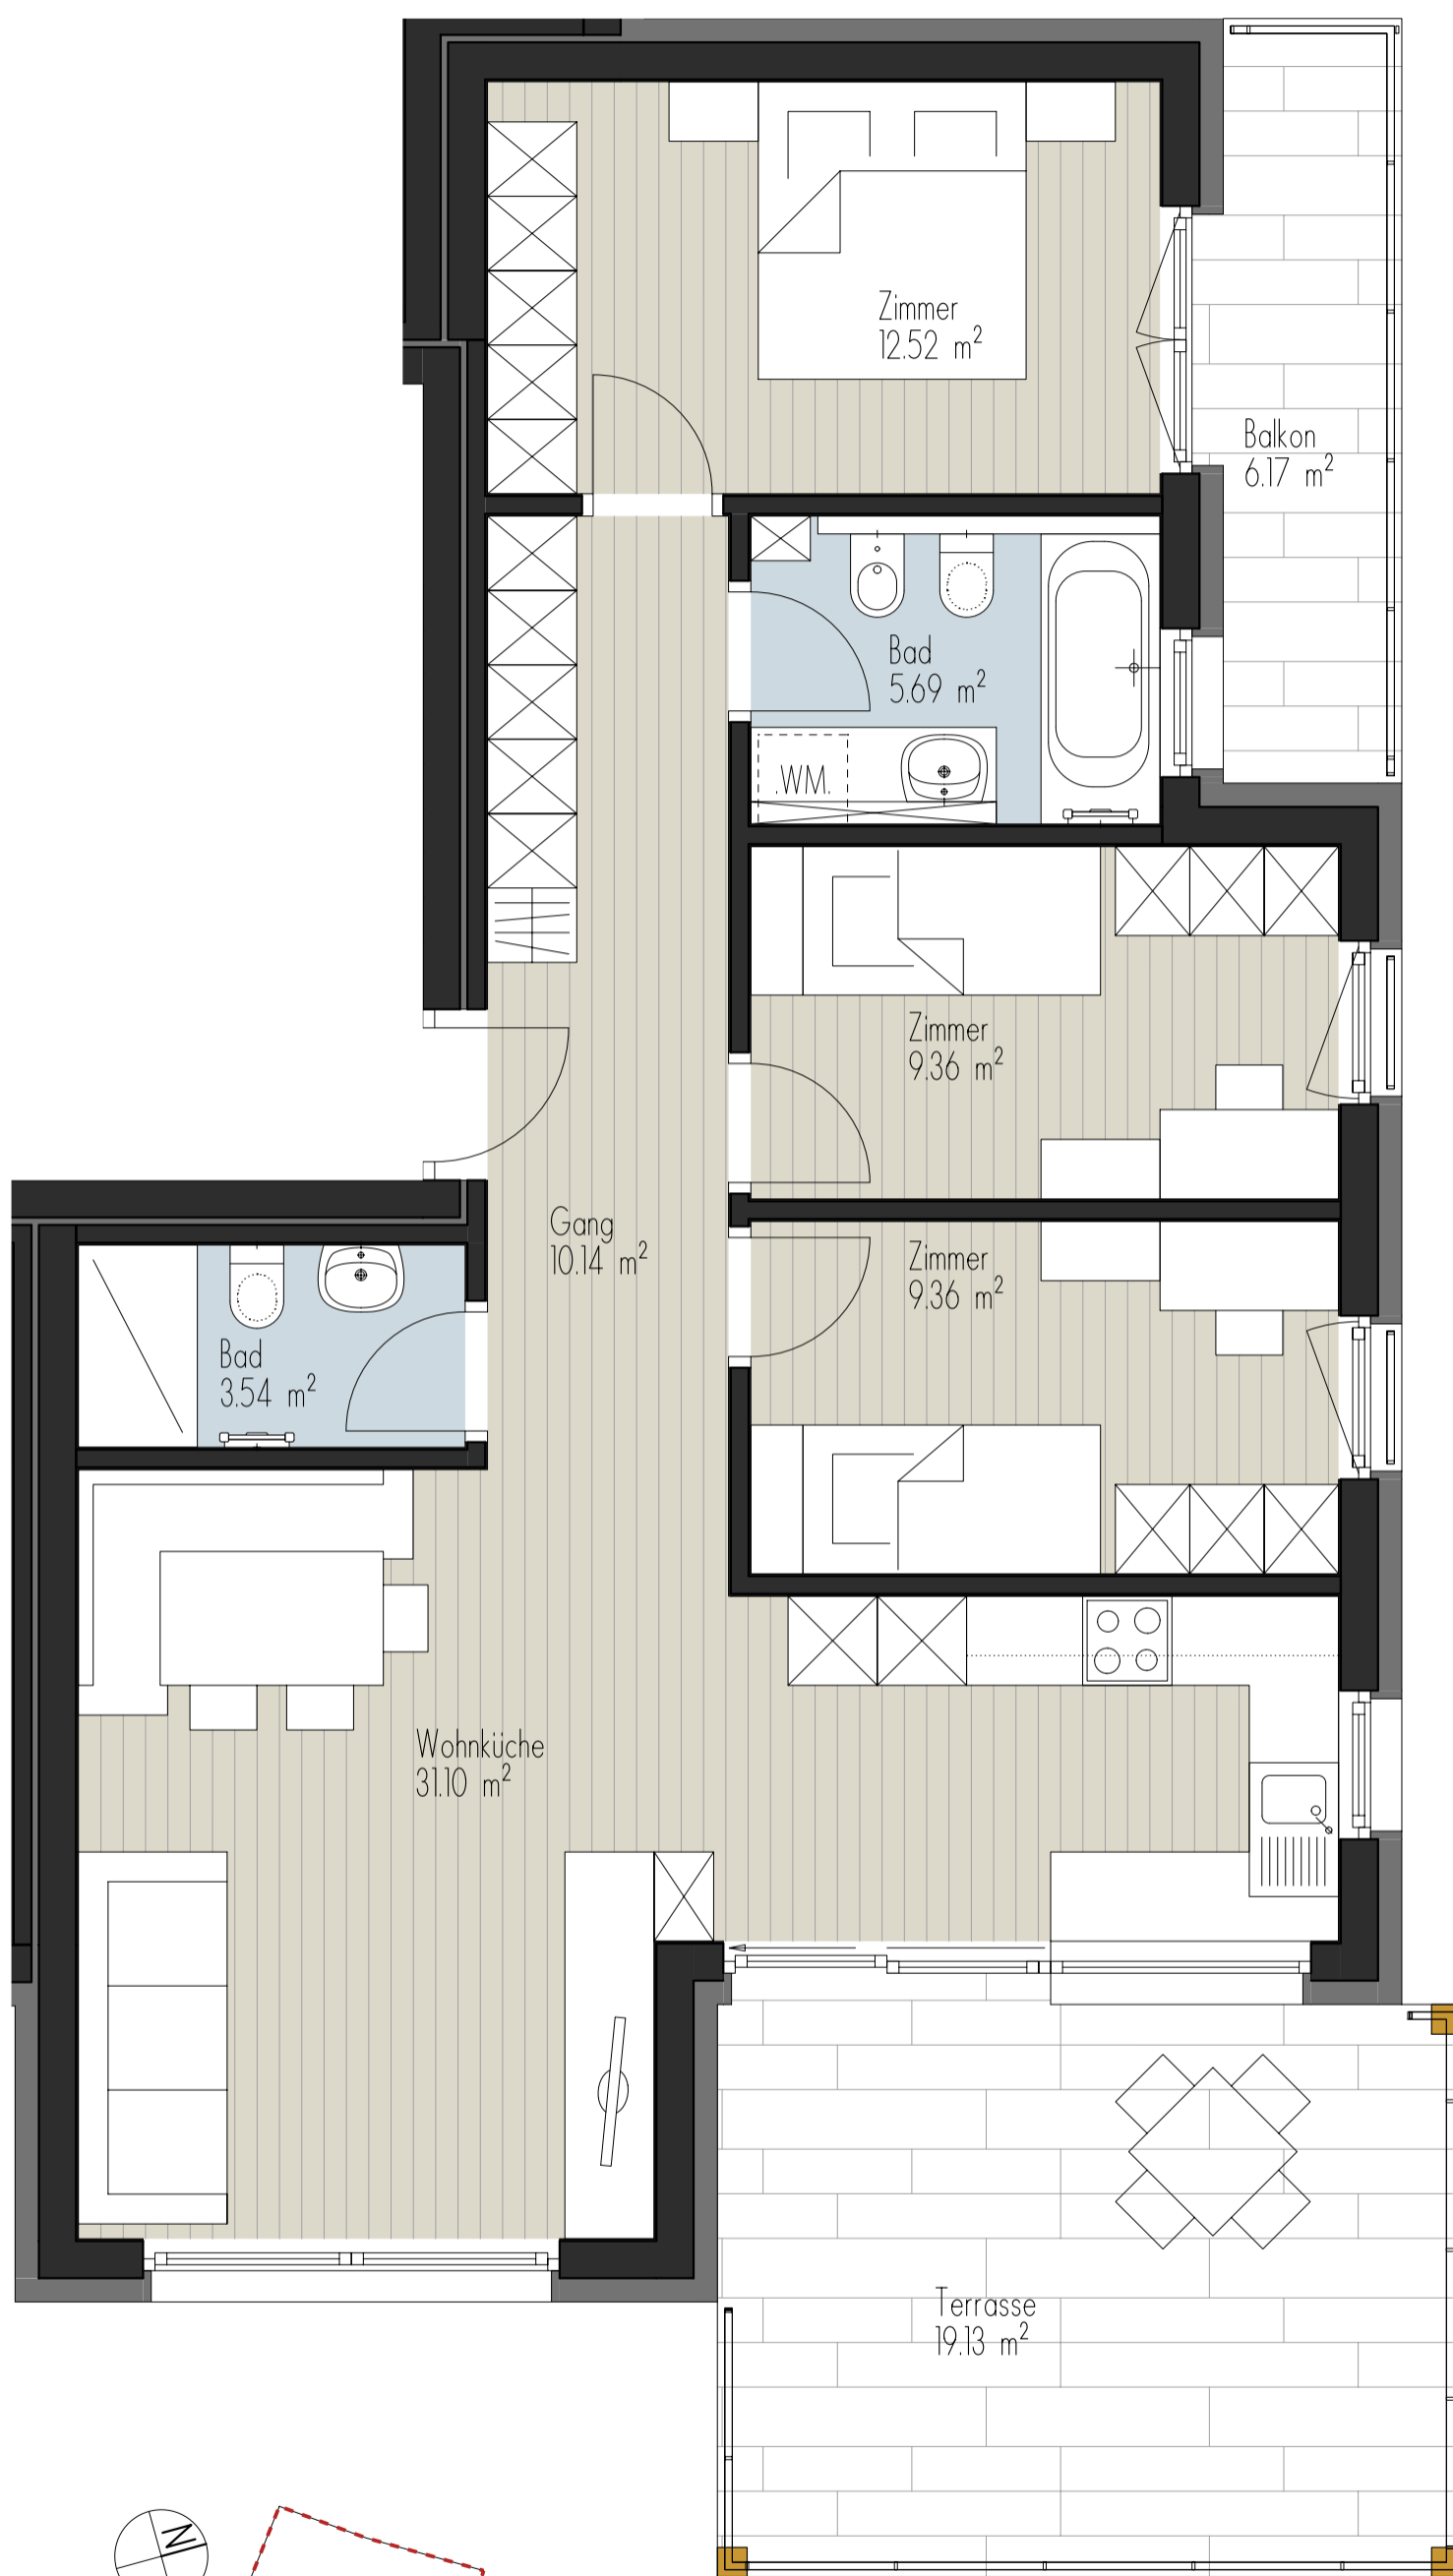 Zimmer
12.52 m²
Balkon
6.17 m²
Bad
5.69 m²
.WM.
Zimmer
9.36 m²
Gang
10.14 m²
Zimmer
9.36 m²
Bad
3.54 m²
Wohnküche
31.10 m²
Terrasse
19.13 m²
N